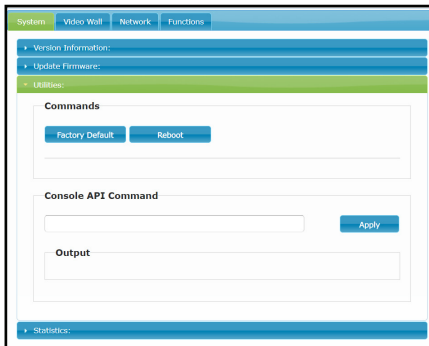 System Video Wall Network Functions
Version Information:
Update Firmware:
Utilities:
Commands
Factory Default Reboot
Console API Command
Apply
Output
Statistics: